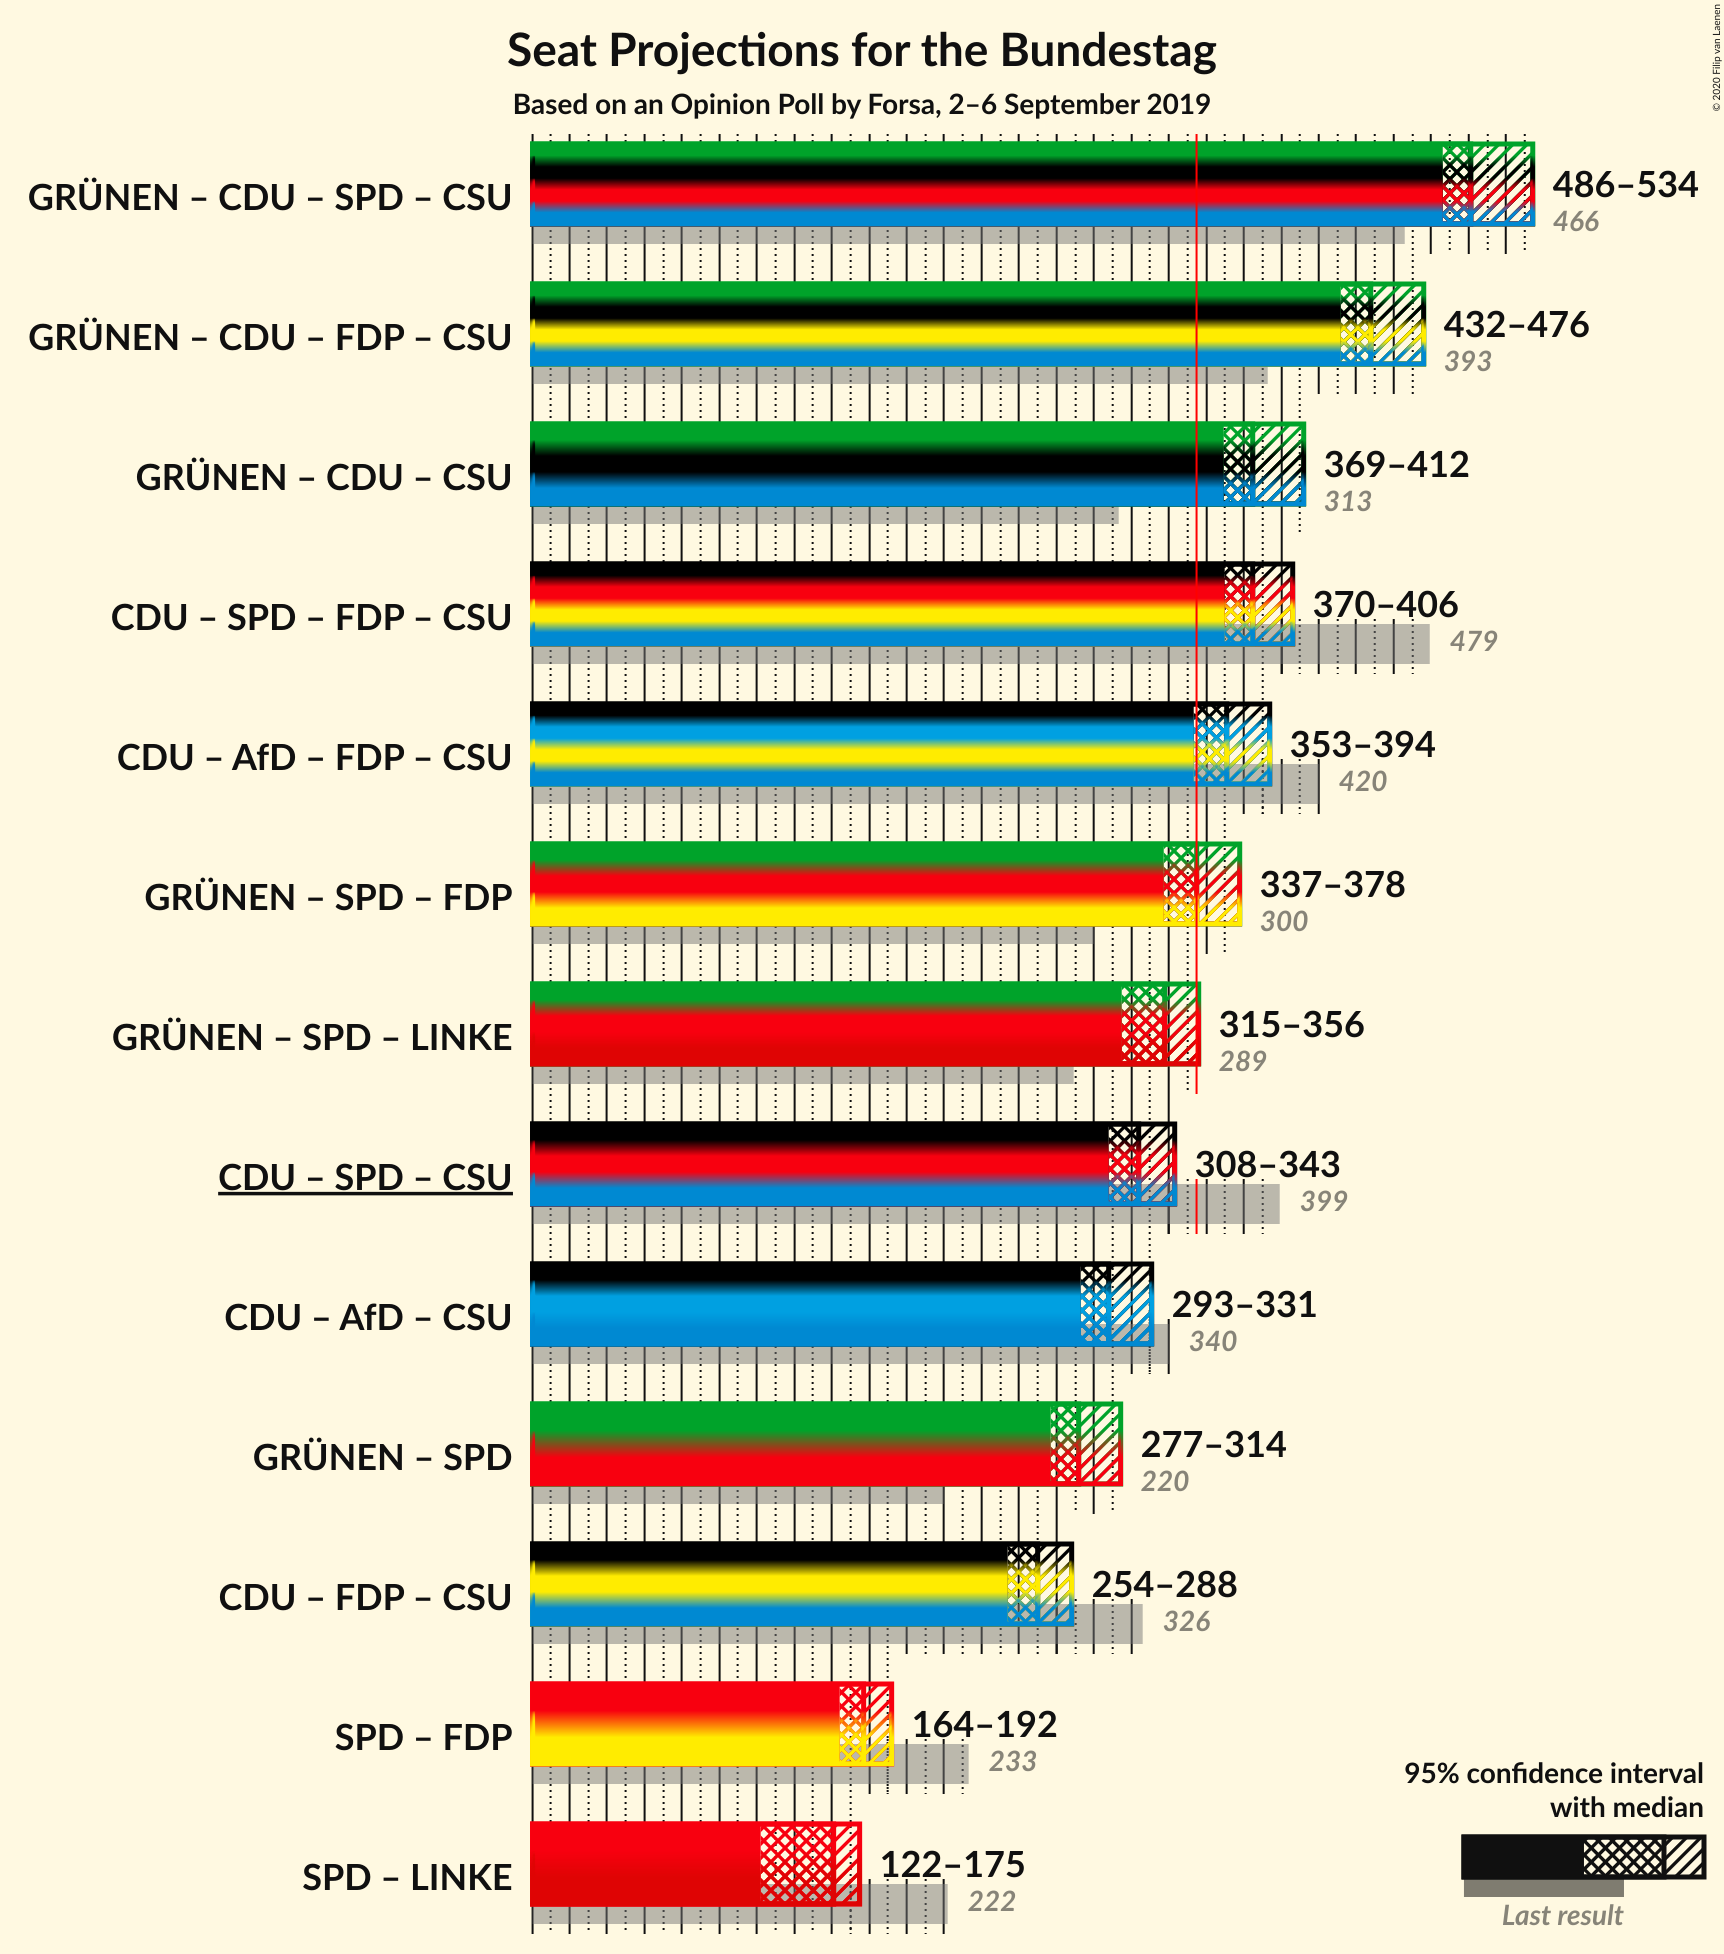 Seat Projections for the Bundestag
Based on an Opinion Poll by Forsa, 2–6 September 2019
© 2020 Filip van Laenen
GRÜNEN – CDU – SPD – CSU
486–534
466
GRÜNEN – CDU – FDP – CSU
432–476
393
GRÜNEN – CDU – CSU
369–412
313
CDU – SPD – FDP – CSU
370–406
479
CDU – AfD – FDP – CSU
353–394
420
GRÜNEN – SPD – FDP
337–378
300
GRÜNEN – SPD – LINKE
315–356
289
CDU – SPD – CSU
308–343
399
CDU – AfD – CSU
293–331
340
GRÜNEN – SPD
277–314
220
CDU – FDP – CSU
254–288
326
SPD – FDP
164–192
233
SPD – LINKE
122–175
222
95% confidence interval
with median
Last result